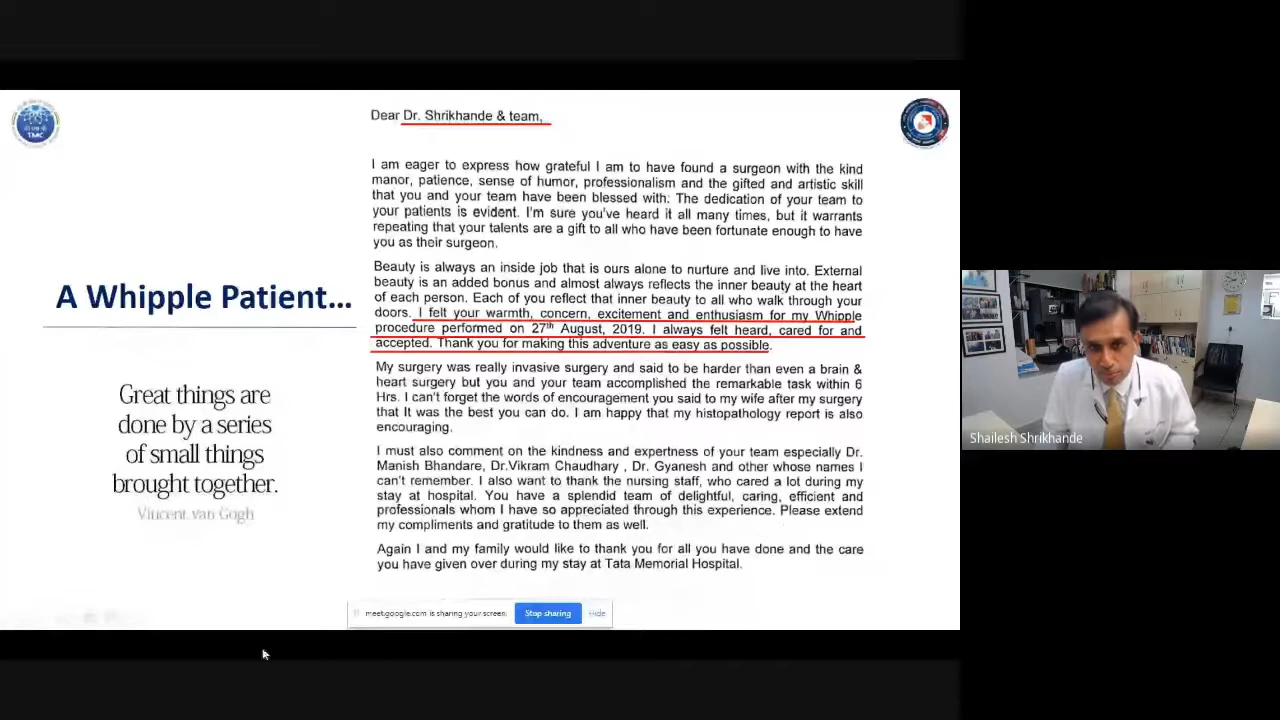 TMC
Dear Dr. Shrikhande & team,
I am eager to express how grateful I am to have found a surgeon with the kind
manor, patience, sense of humor, professionalism and the gifted and artistic skill
that you and your team have been blessed with. The dedication of your team to
your patients is evident. I'm sure you've heard it all many times, but it warrants
repeating that your talents are a gift to all who have been fortunate enough to have
you as their surgeon.
Beauty is always an inside job that is ours alone to nurture and live into. External
beauty is an added bonus and almost always reflects the inner beauty at the heart
of each person. Each of you reflect that inner beauty to all who walk through your
doors. I felt your warmth, concern, excitement and enthusiasm for my Whipple
procedure performed on 27th August, 2019. I always felt heard, cared for and
accepted. Thank you for making this adventure as easy as possible.
My surgery was really invasive surgery and said to be harder than even a brain &
heart surgery but you and your team accomplished the remarkable task within 6
Hrs. I can't forget the words of encouragement you said to my wife after my surgery
that It was the best you can do. I am happy that my histopathology report is also
encouraging.
I must also comment on the kindness and expertness of your team especially Dr.
Manish Bhandare, Dr.Vikram Chaudhary , Dr. Gyanesh and other whose names I
can't remember. I also want to thank the nursing staff, who cared a lot during my
stay at hospital. You have a splendid team of delightful, caring, efficient and
professionals whom I have so appreciated through this experience. Please extend
my compliments and gratitude to them as well.
Again I and my family would like to thank you for all you have done and the care
you have given over during my stay at Tata Memorial Hospital.
A Whipple Patient...
Great things are
done by a series
of small things
brought together.
Vincent van Gogh
meet.google.com is sharing your screen.
Stop sharing
Hide
Shailesh Shrikhande